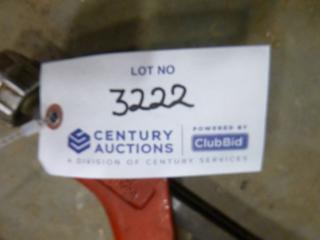 LOT NO
3222
CENTURY AUCTIONS
POWERED BY
ClubBid
A DIVISION OF CENTURY SERVICES